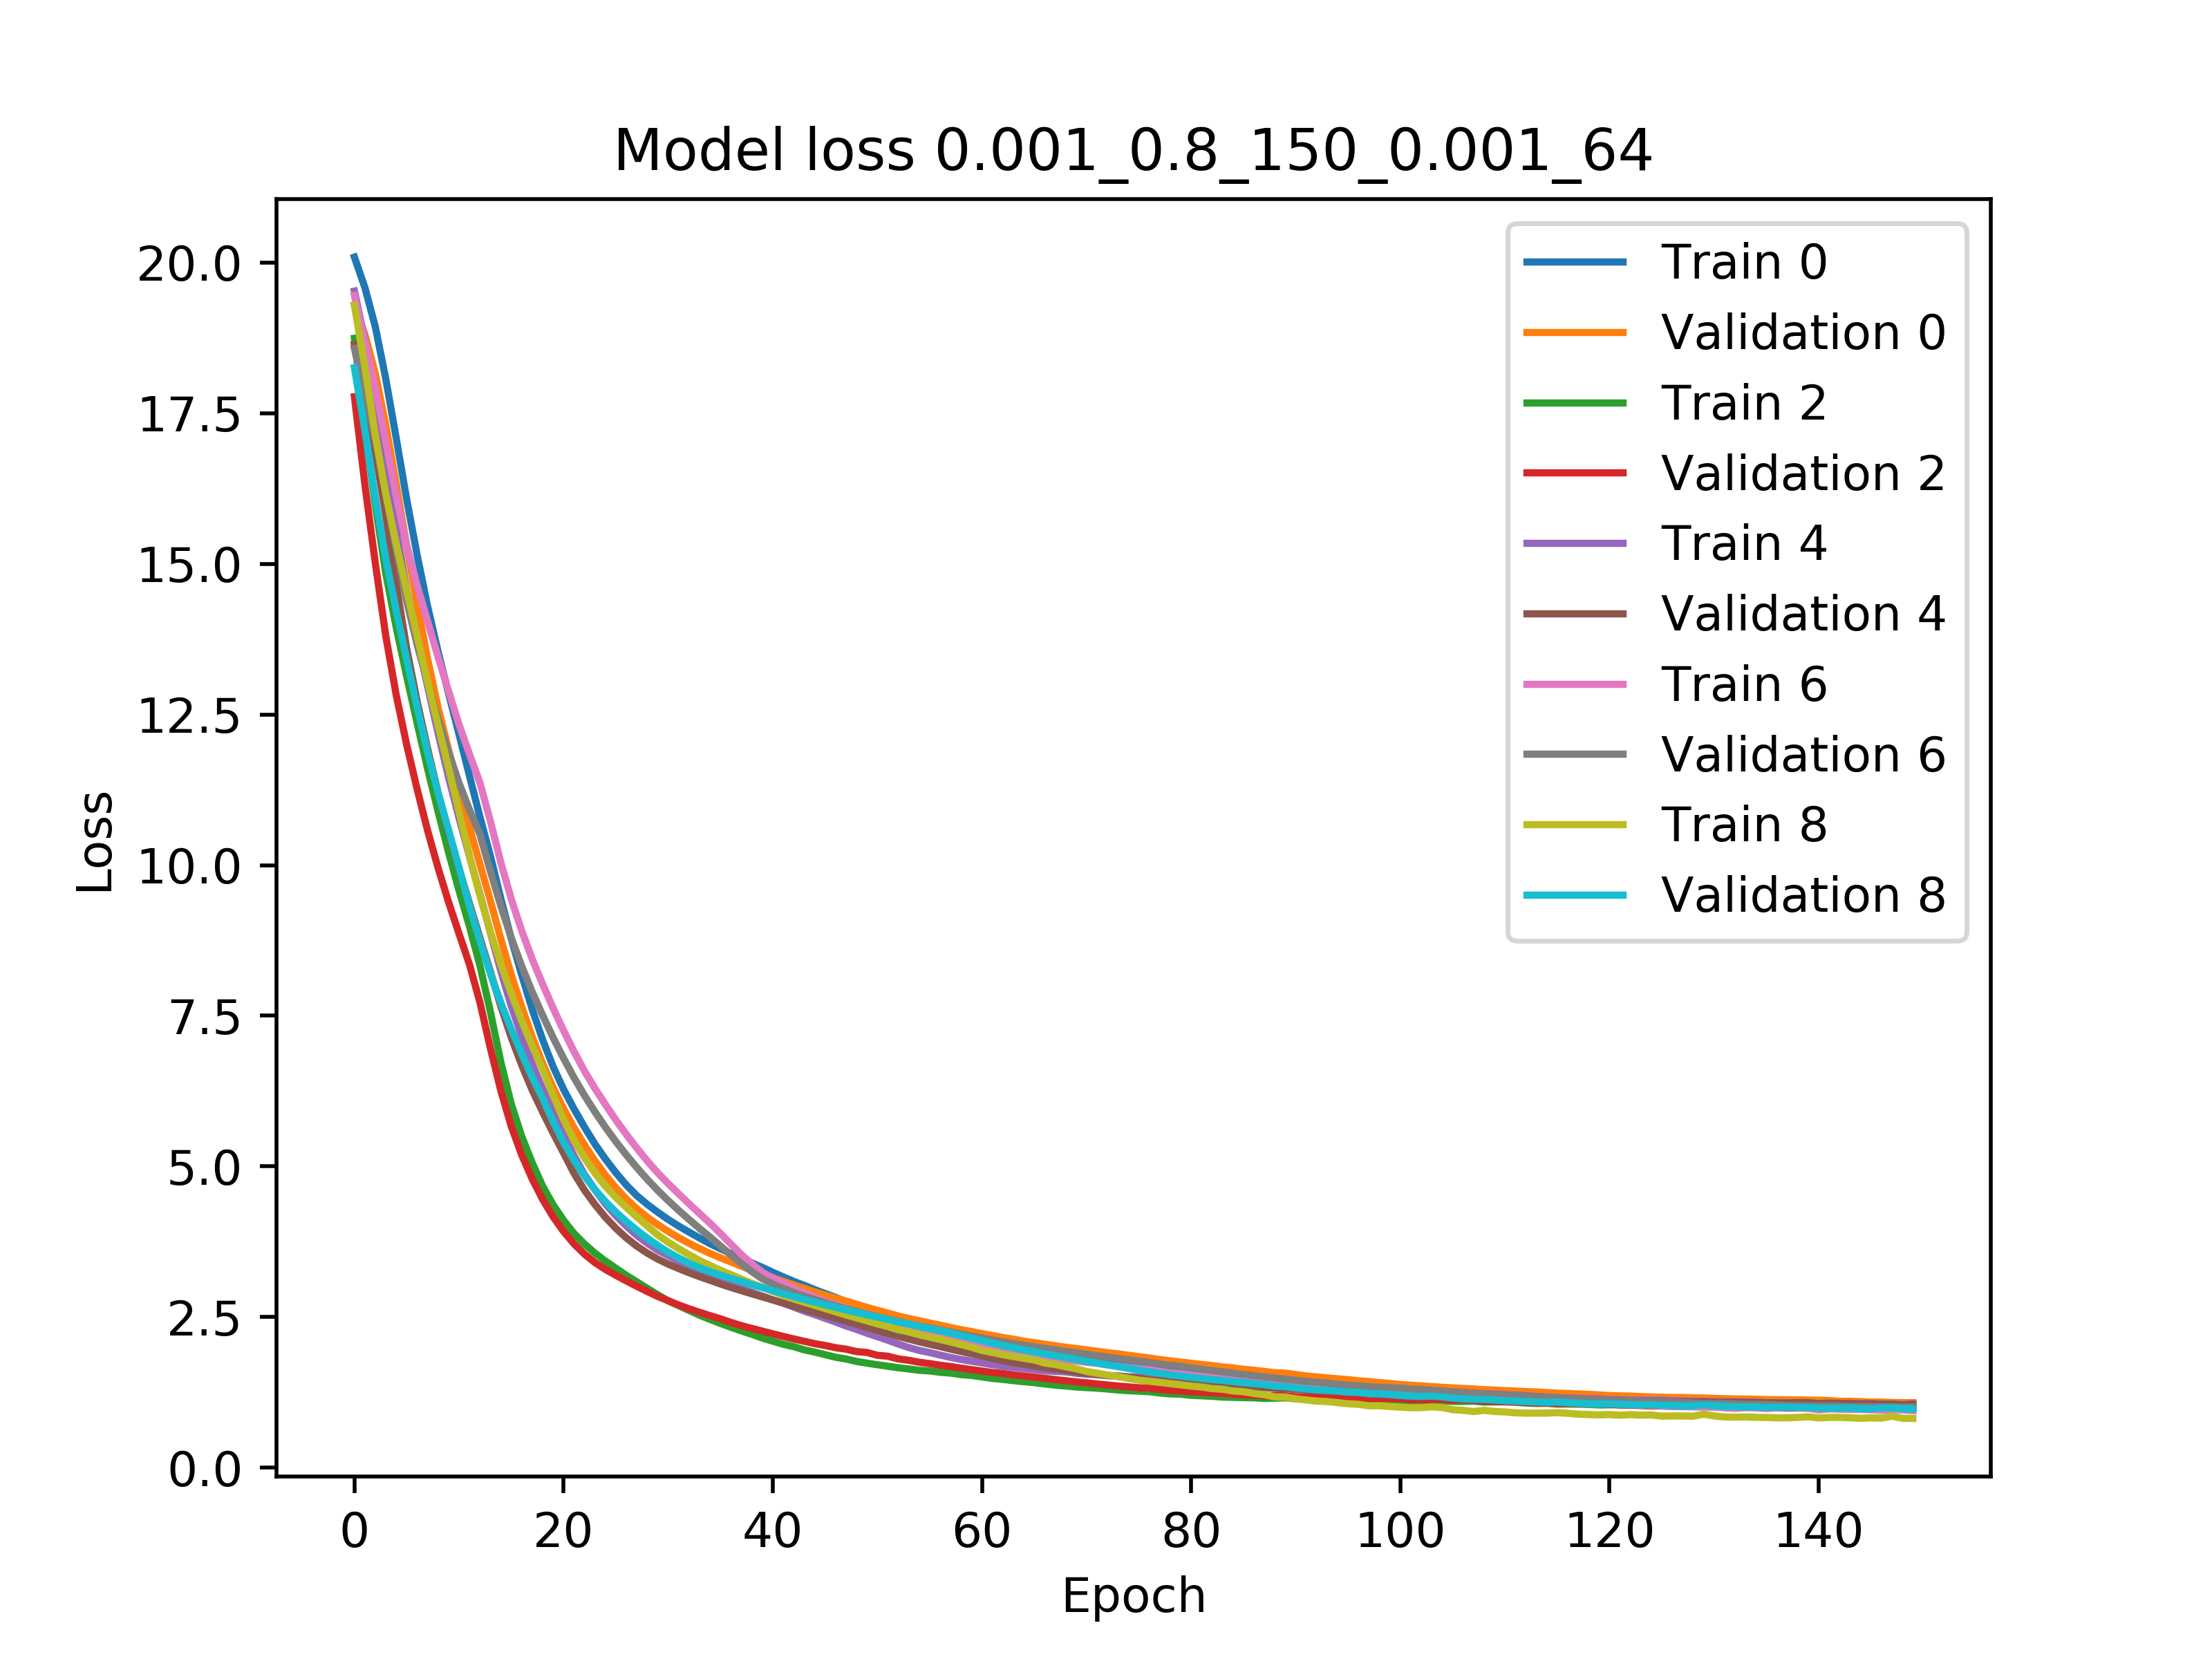 Model loss 0.001_0.8_150_0.001_64
20.0
17.5
15.0
12.5
10.0
7.5
5.0
2.5
0.0
Loss
Train 0
Validation 0
Train 2
Validation 2
Train 4
Validation 4
Train 6
Validation 6
Train 8
Validation 8
0 20 40 60 80 100 120 140
Epoch